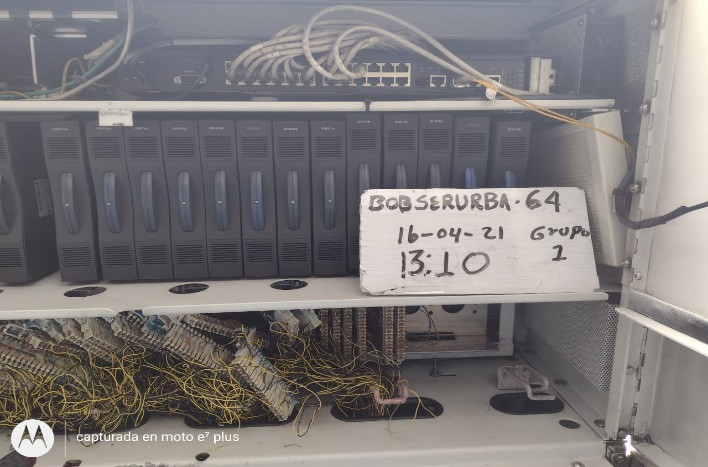 BOBSERURBA-64
16-04-21 Grupo
13:10 1
capturada en moto e⁷ plus